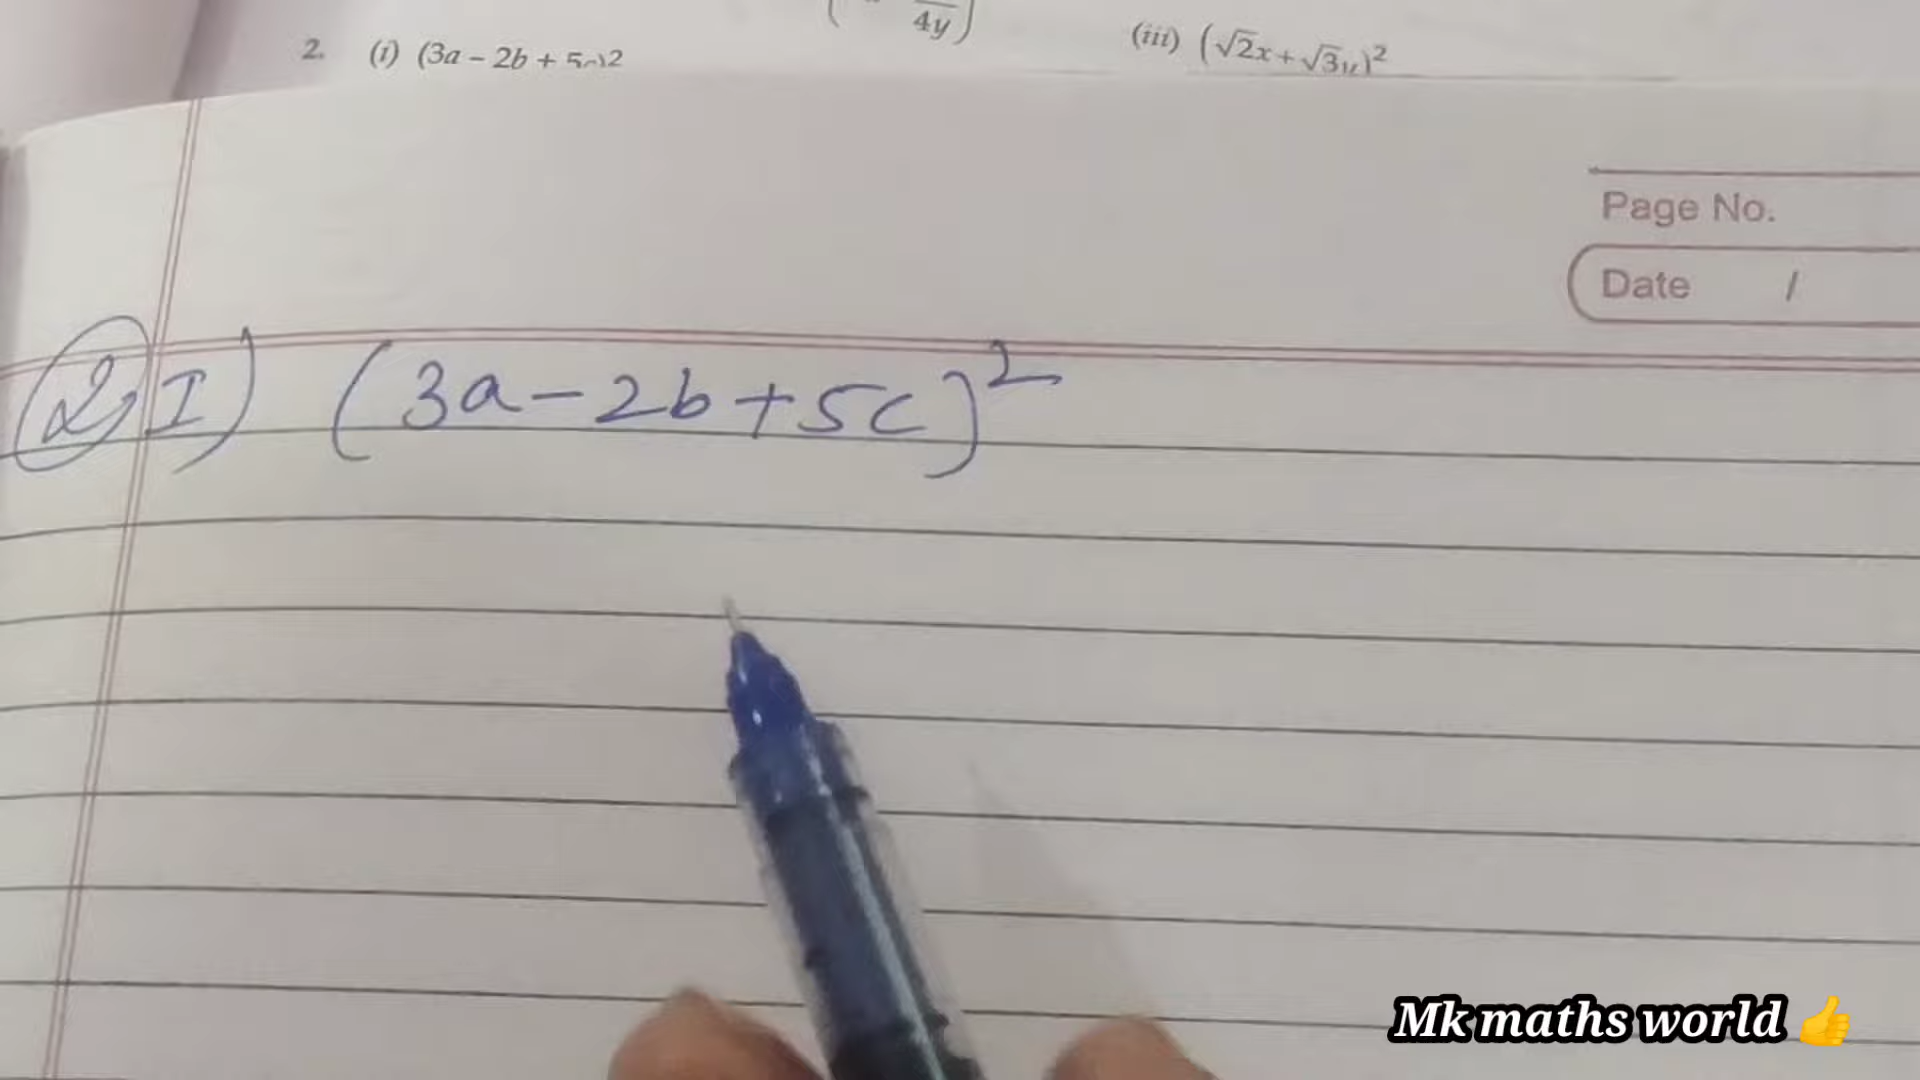 4y)
2. (i) (3a – 2b + 5c)2 (iii) (√2x + √3y)²
Page No.
Date /
2) I) (3a - 2b + 5c)²
Mk maths world 👍